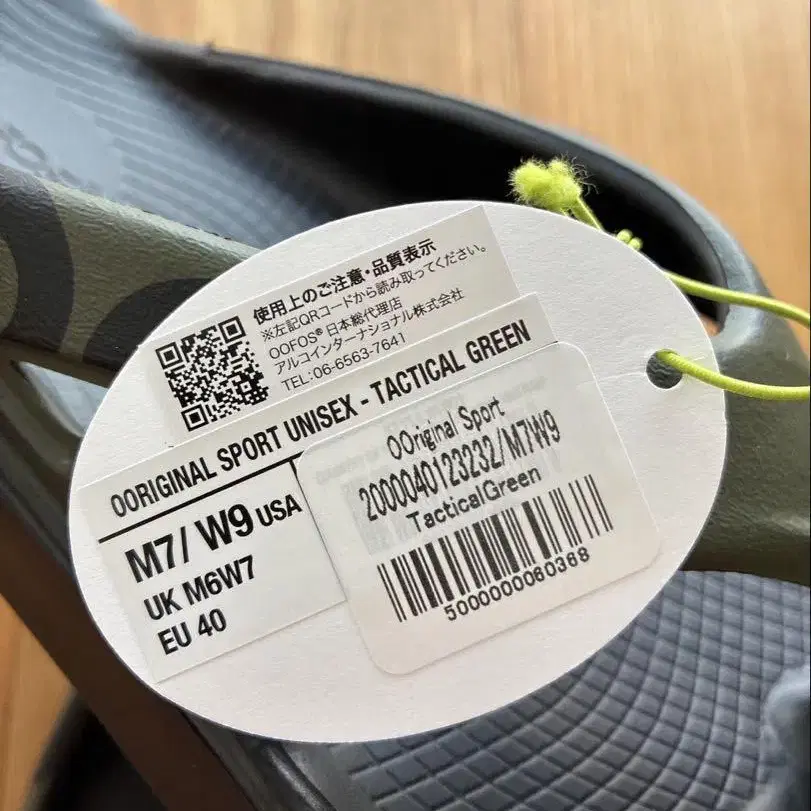 使用上のご注意・品質表示
※左記QRコードから読み取ってください。
OOFOS® 日本総代理店
アルコインターナショナル株式会社
TEL:06-6563-7641
OORIGINAL SPORT UNISEX - TACTICAL GREEN
M7/ W9 USA
UK M6W7
EU 40
OOriginal Sport
2000040123232/M7W9
TacticalGreen
5000000060368